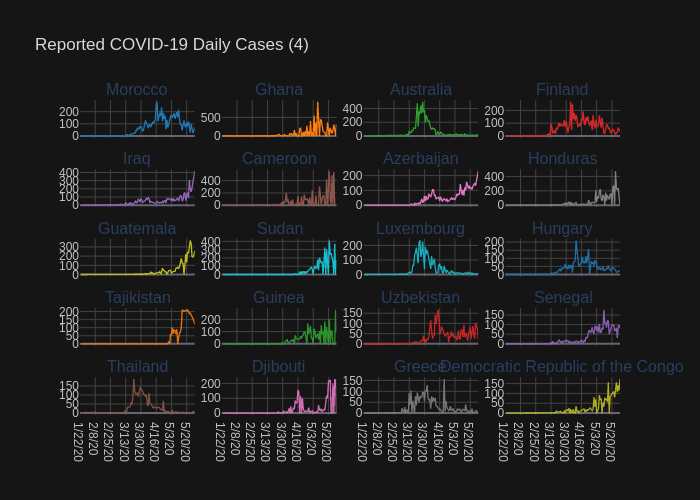 Reported COVID-19 Daily Cases (4)
Morocco Ghana Australia Finland
200 100 0
500 0
400 200 0
200 100 0
Iraq Cameroon Azerbaijan Honduras
400 300 200 100 0
400 200 0
200 100 0
400 200 0
Guatemala Sudan Luxembourg Hungary
300 200 100 0
400 300 200 100 0
200 100 0
200 150 100 50 0
Tajikistan Guinea Uzbekistan Senegal
200 150 100 50 0
200 100 0
150 100 50 0
150 100 50 0
Thailand Djibouti Greece Democratic Republic of the Congo
150 100 50 0
200 100 0
150 100 50 0
150 100 50 0
1/22/20 2/8/20 2/25/20 3/13/20 3/30/20 4/16/20 5/3/20 5/20/20
1/22/20 2/8/20 2/25/20 3/13/20 3/30/20 4/16/20 5/3/20 5/20/20
1/22/20 2/8/20 2/25/20 3/13/20 3/30/20 4/16/20 5/3/20 5/20/20
1/22/20 2/8/20 2/25/20 3/13/20 3/30/20 4/16/20 5/3/20 5/20/20